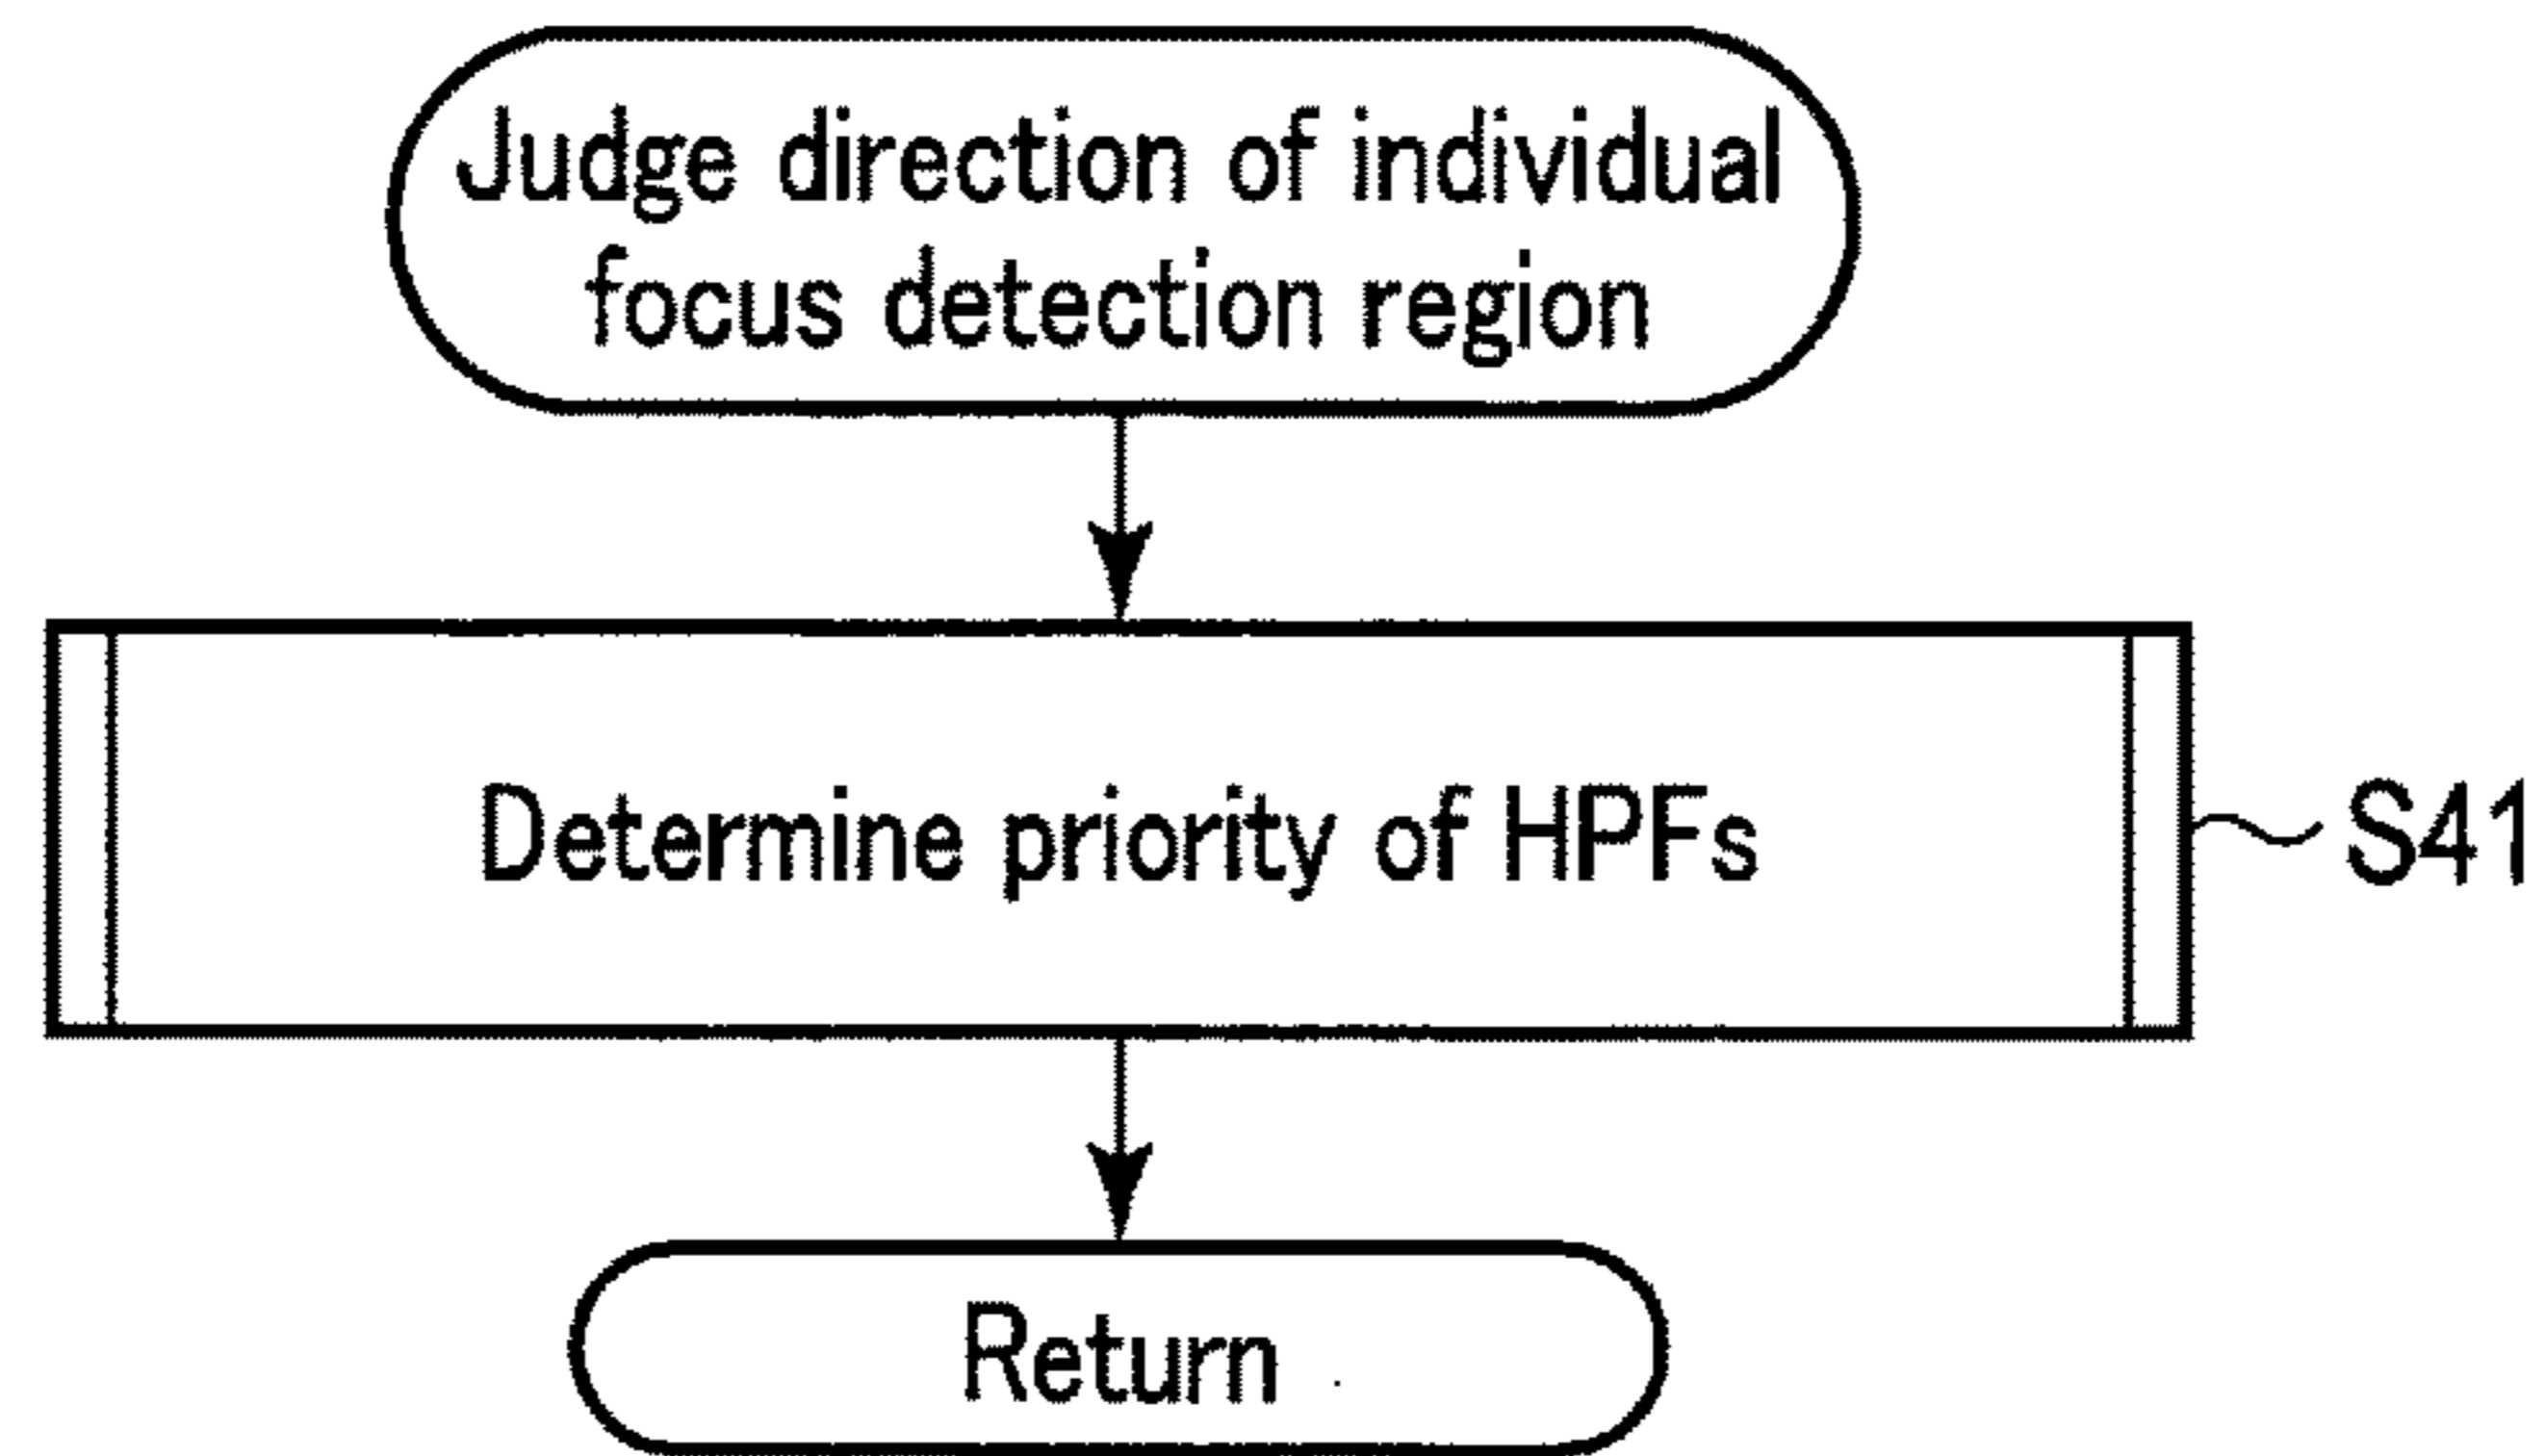 Judge direction of individual
focus detection region
Determine priority of HPFs
S41
Return